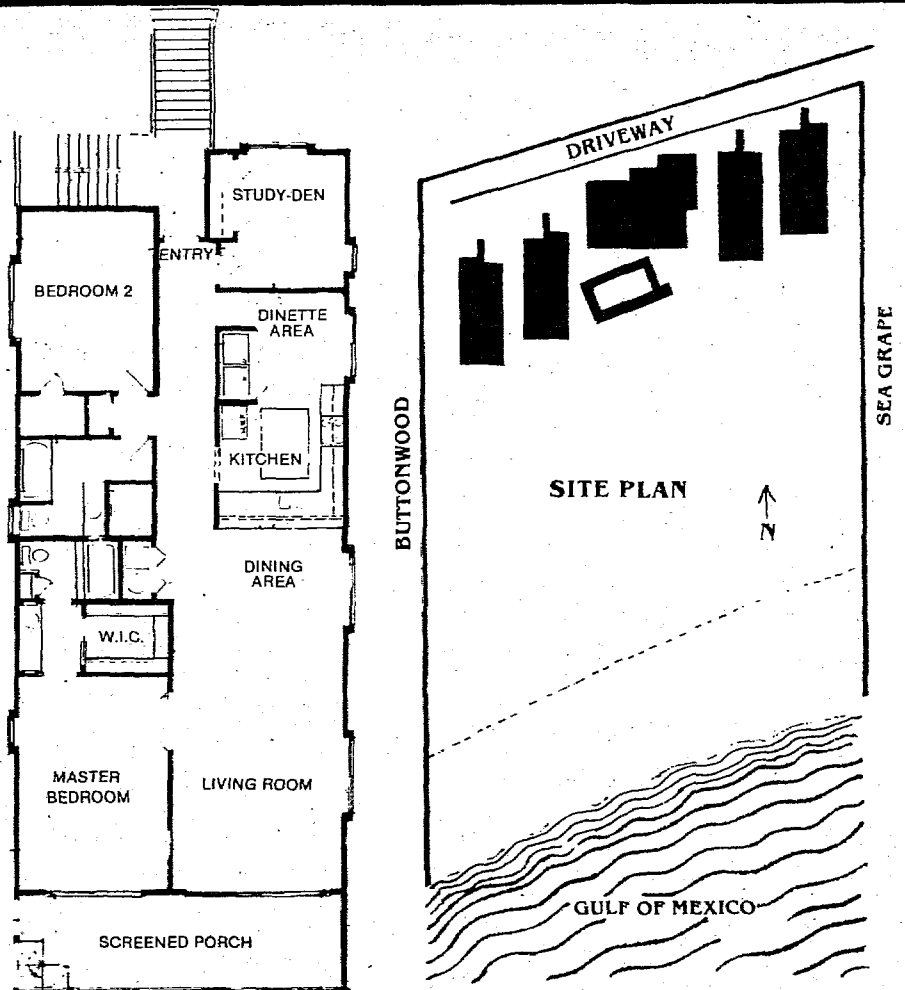 STUDY-DEN
ENTRY
BEDROOM 2
DINETTE
AREA
KITCHEN
DINING
AREA
W.I.C.
MASTER
BEDROOM
LIVING ROOM
SCREENED PORCH
DRIVEWAY
BUTTONWOOD
SEA GRAPE
SITE PLAN
N
GULF OF MEXICO